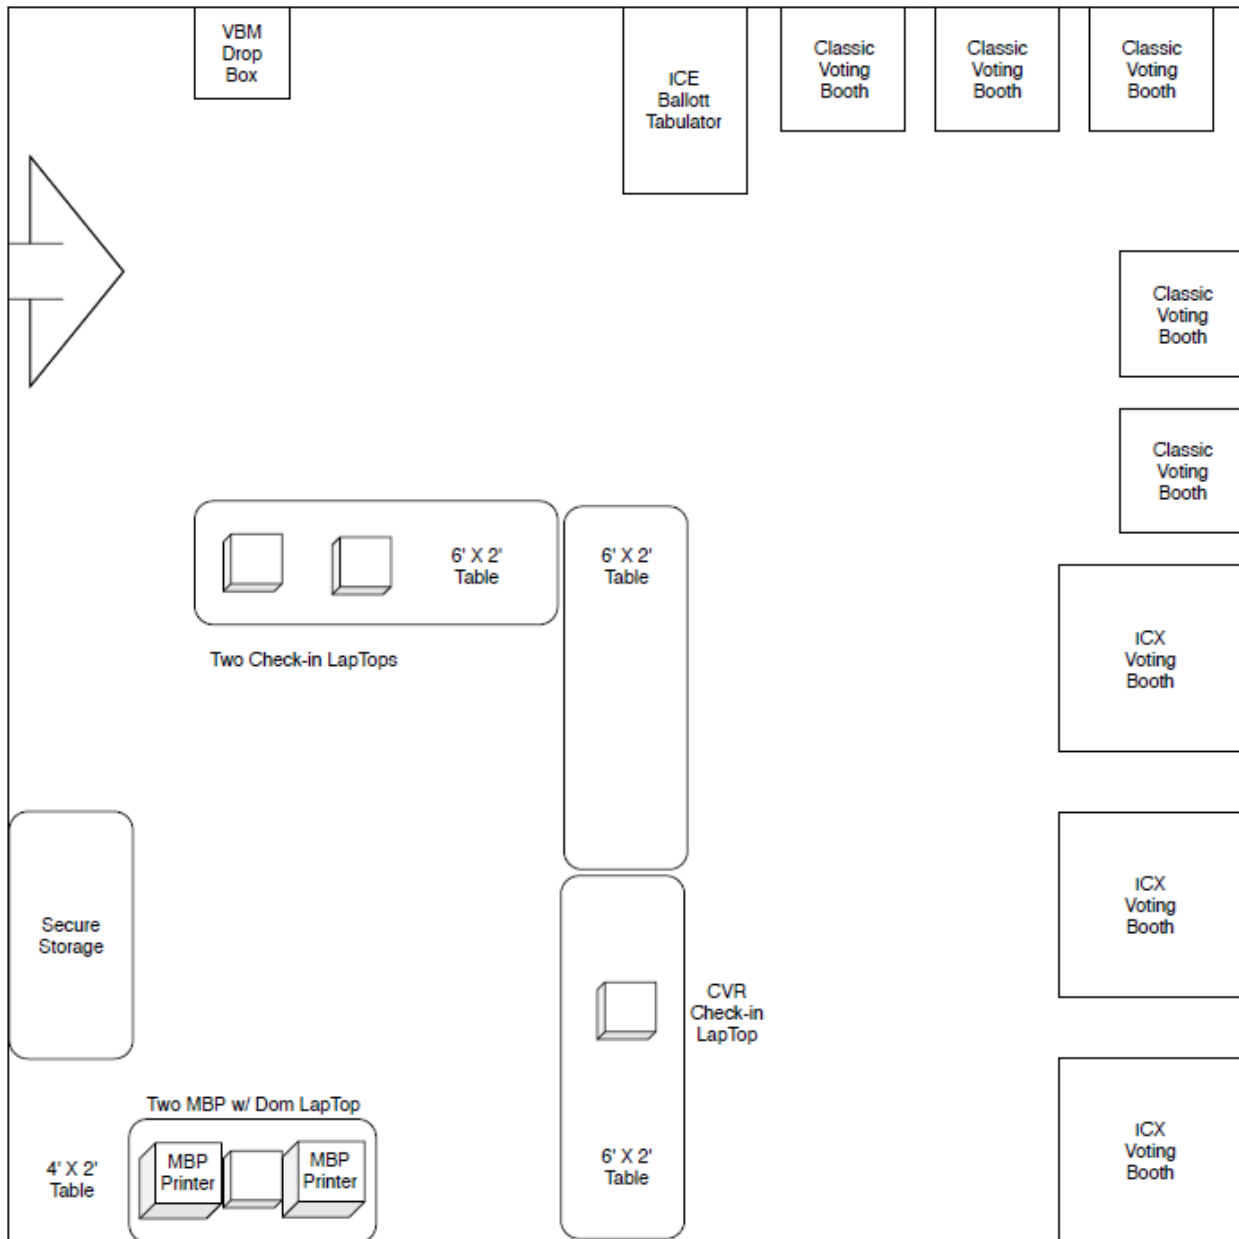 VBM
Drop
Box
ICE
Ballott
Tabulator
Classic
Voting
Booth
Classic
Voting
Booth
Classic
Voting
Booth
Classic
Voting
Booth
Classic
Voting
Booth
6' X 2'
Table
6' X 2'
Table
Two Check-in LapTops
ICX
Voting
Booth
ICX
Voting
Booth
Secure
Storage
CVR
Check-in
LapTop
Two MBP w/ Dom LapTop
4' X 2'
Table
MBP
Printer
MBP
Printer
6' X 2'
Table
ICX
Voting
Booth